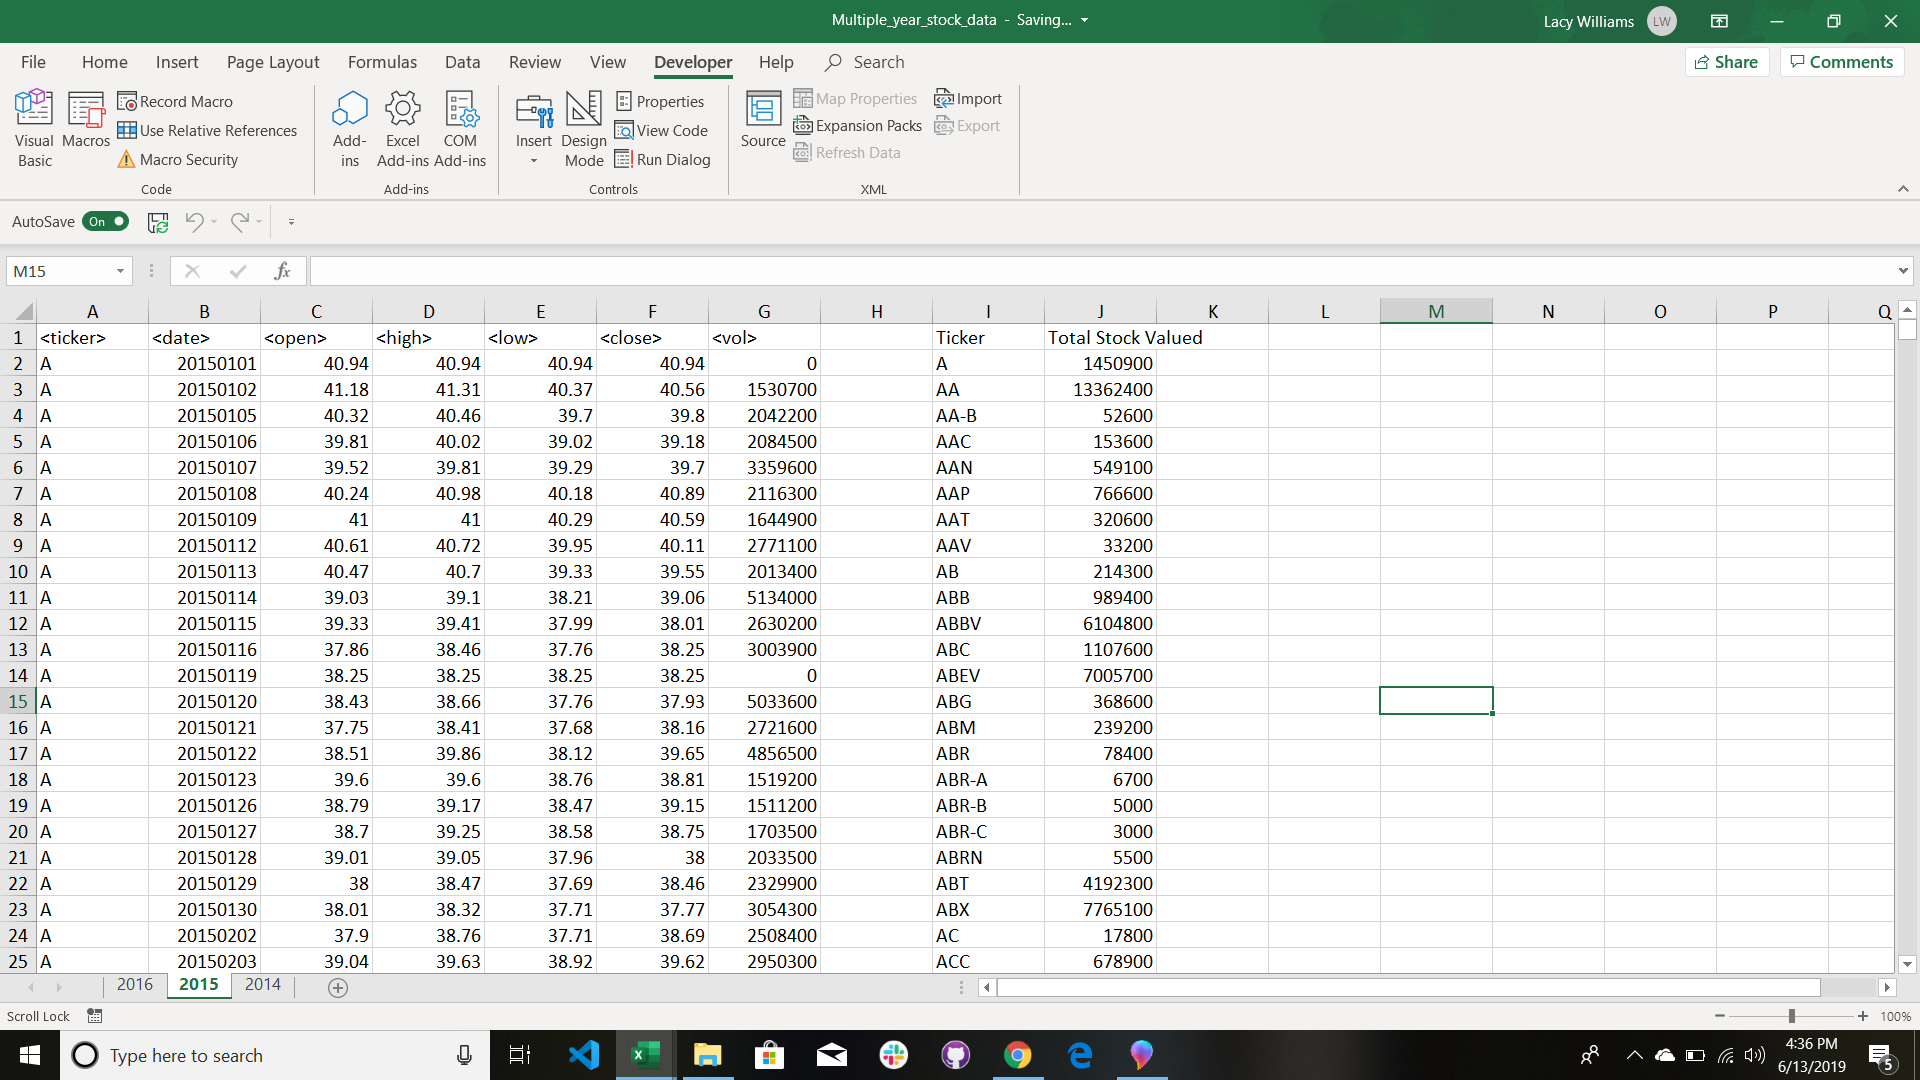 Multiple_year_stock_data - Saving...
Lacy Williams LW
File Home Insert Page Layout Formulas Data Review View Developer Help Search Share Comments
Visual Basic
Macros
Record Macro
Use Relative References
Macro Security
Code
Add-ins
Excel Add-ins
COM Add-ins
Add-ins
Insert
Design Mode
Properties
View Code
Run Dialog
Controls
Source
Map Properties
Expansion Packs
Refresh Data
Import
Export
XML
AutoSave On
M15 fx
A B C D E F G H I J K L M N O P Q
1 <ticker> <date> <open> <high> <low> <close> <vol> Ticker Total Stock Valued
2 A 20150101 40.94 40.94 40.94 40.94 0 A 1450900
3 A 20150102 41.18 41.31 40.37 40.56 1530700 AA 13362400
4 A 20150105 40.32 40.46 39.7 39.8 2042200 AA-B 52600
5 A 20150106 39.81 40.02 39.02 39.18 2084500 AAC 153600
6 A 20150107 39.52 39.81 39.29 39.7 3359600 AAN 549100
7 A 20150108 40.24 40.98 40.18 40.89 2116300 AAP 766600
8 A 20150109 41 41 40.29 40.59 1644900 AAT 320600
9 A 20150112 40.61 40.72 39.95 40.11 2771100 AAV 33200
10 A 20150113 40.47 40.7 39.33 39.55 2013400 AB 214300
11 A 20150114 39.03 39.1 38.21 39.06 5134000 ABB 989400
12 A 20150115 39.33 39.41 37.99 38.01 2630200 ABBV 6104800
13 A 20150116 37.86 38.46 37.76 38.25 3003900 ABC 1107600
14 A 20150119 38.25 38.25 38.25 38.25 0 ABEV 7005700
15 A 20150120 38.43 38.66 37.76 37.93 5033600 ABG 368600
16 A 20150121 37.75 38.41 37.68 38.16 2721600 ABM 239200
17 A 20150122 38.51 39.86 38.12 39.65 4856500 ABR 78400
18 A 20150123 39.6 39.6 38.76 38.81 1519200 ABR-A 6700
19 A 20150126 38.79 39.17 38.47 39.15 1511200 ABR-B 5000
20 A 20150127 38.7 39.25 38.58 38.75 1703500 ABR-C 3000
21 A 20150128 39.01 39.05 37.96 38 2033500 ABRN 5500
22 A 20150129 38 38.47 37.69 38.46 2329900 ABT 4192300
23 A 20150130 38.01 38.32 37.71 37.77 3054300 ABX 7765100
24 A 20150202 37.9 38.76 37.71 38.69 2508400 AC 17800
25 A 20150203 39.04 39.63 38.92 39.62 2950300 ACC 678900
2016 2015 2014
Scroll Lock 100%
Type here to search
4:36 PM
6/13/2019
5